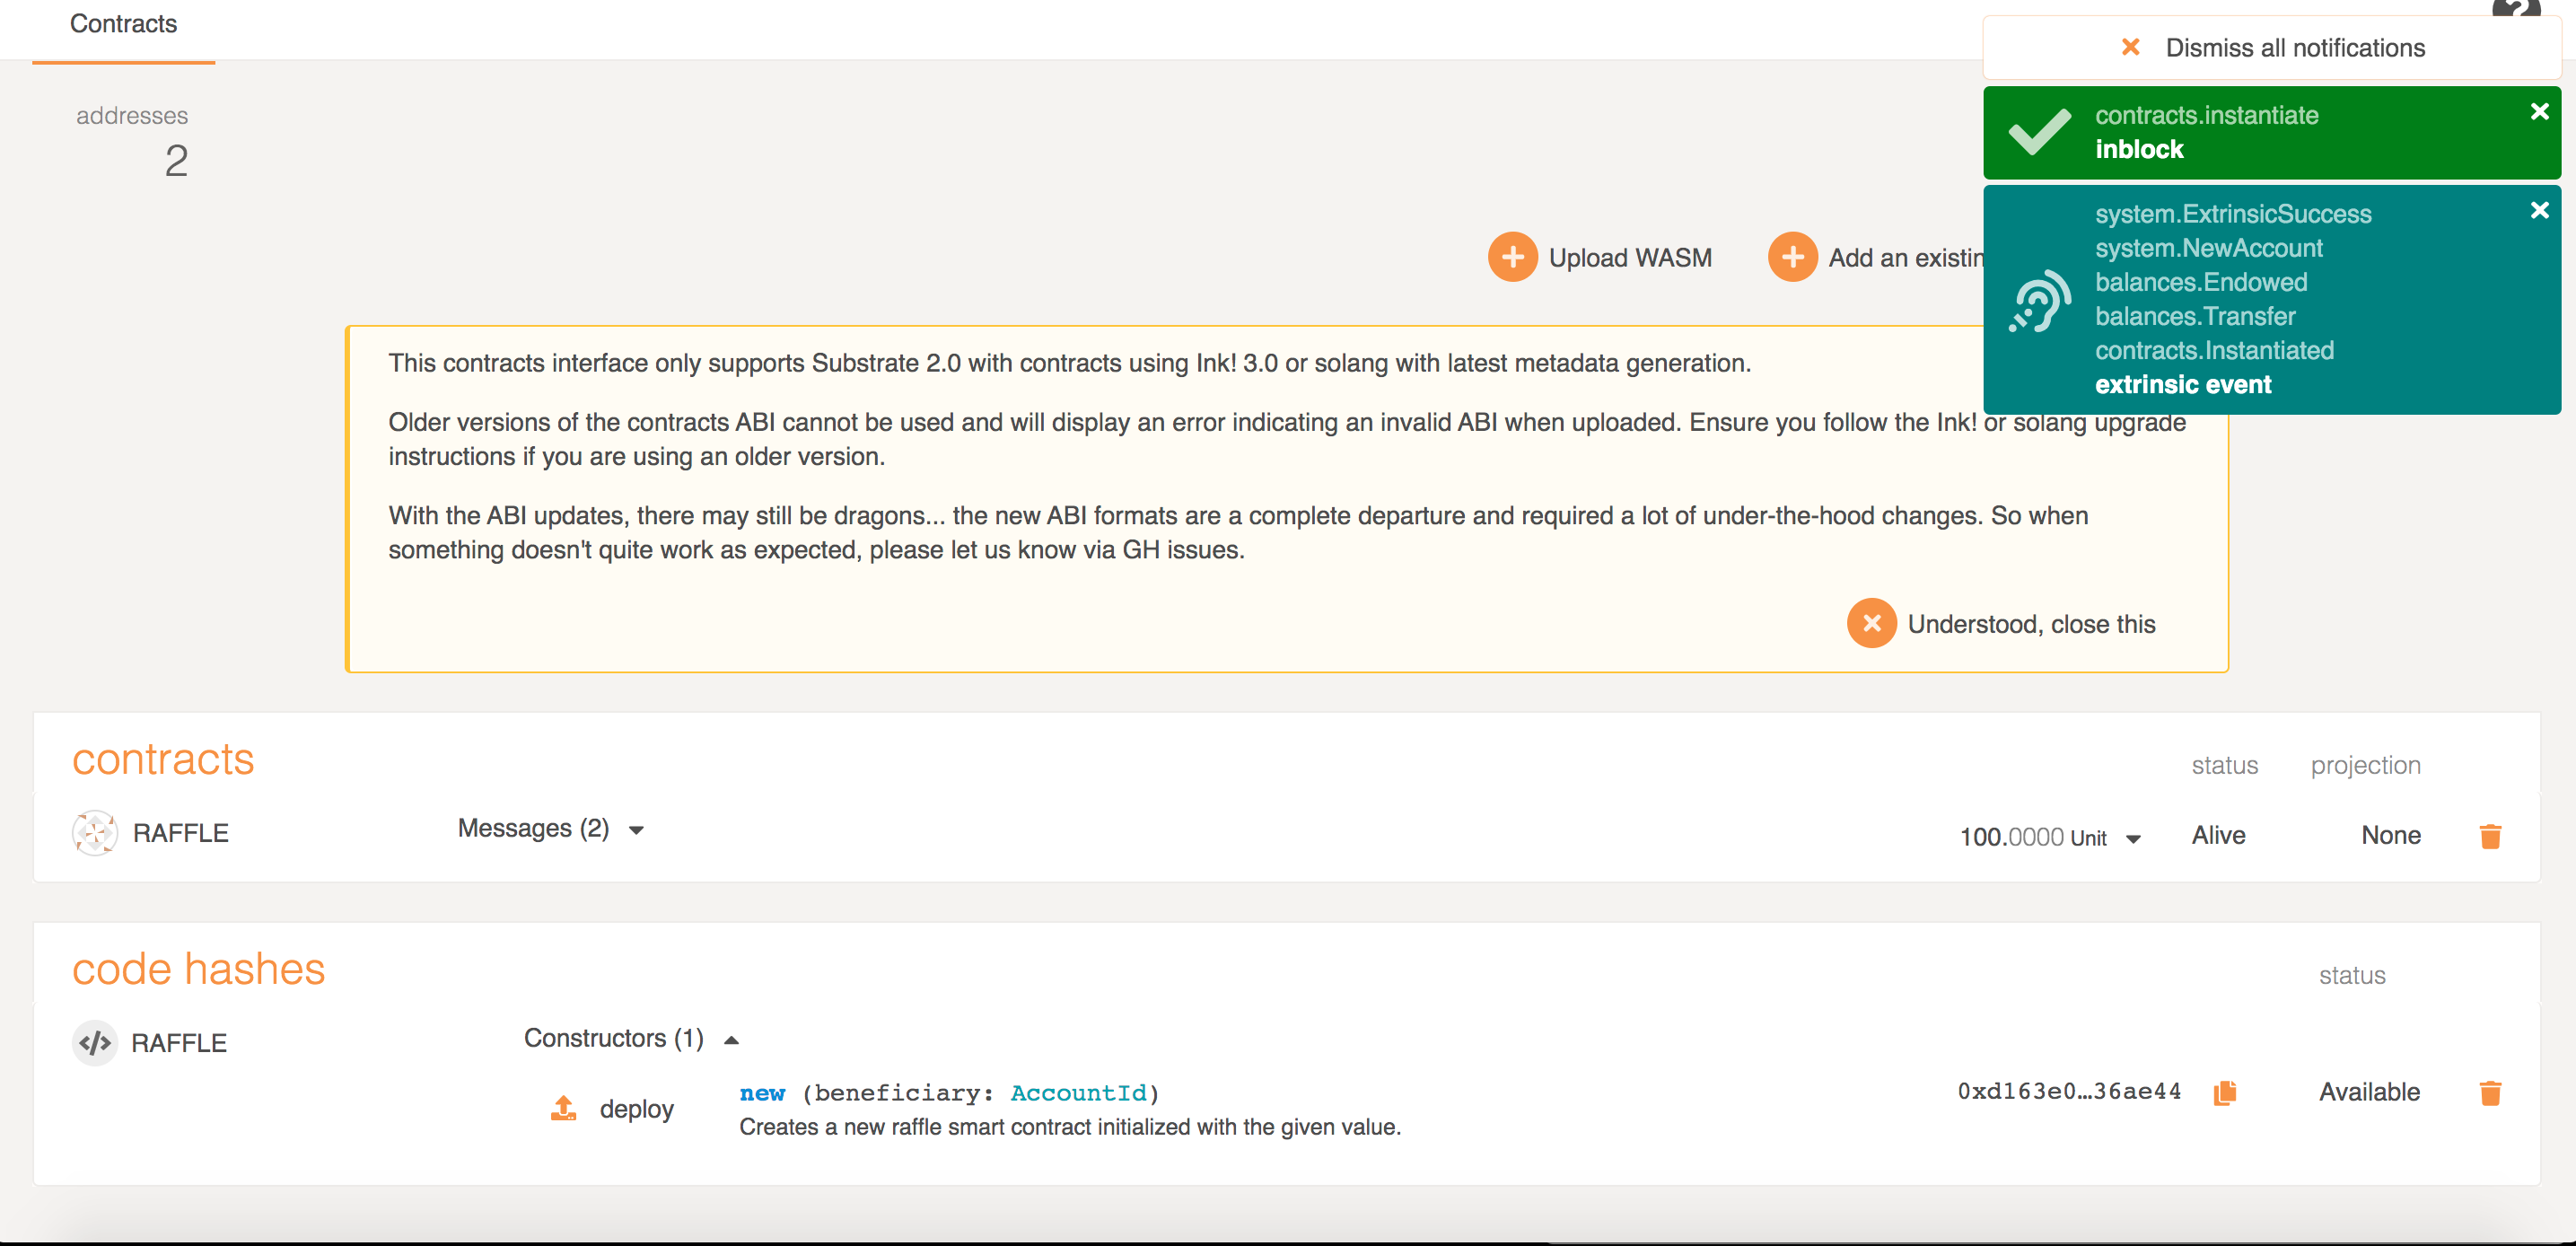 Contracts
addresses
2
Dismiss all notifications
contracts.instantiate
inblock
system.ExtrinsicSuccess
system.NewAccount
balances.Endowed
balances.Transfer
contracts.Instantiated
extrinsic event
Upload WASM
Add an existin
This contracts interface only supports Substrate 2.0 with contracts using Ink! 3.0 or solang with latest metadata generation.
Older versions of the contracts ABI cannot be used and will display an error indicating an invalid ABI when uploaded. Ensure you follow the Ink! or solang upgrade
instructions if you are using an older version.
With the ABI updates, there may still be dragons... the new ABI formats are a complete departure and required a lot of under-the-hood changes. So when
something doesn't quite work as expected, please let us know via GH issues.
Understood, close this
contracts
status projection
RAFFLE Messages (2) 100.0000 Unit Alive None
code hashes
status
RAFFLE Constructors (1)
deploy new (beneficiary: AccountId) 0xd163e0…36ae44 Available
Creates a new raffle smart contract initialized with the given value.